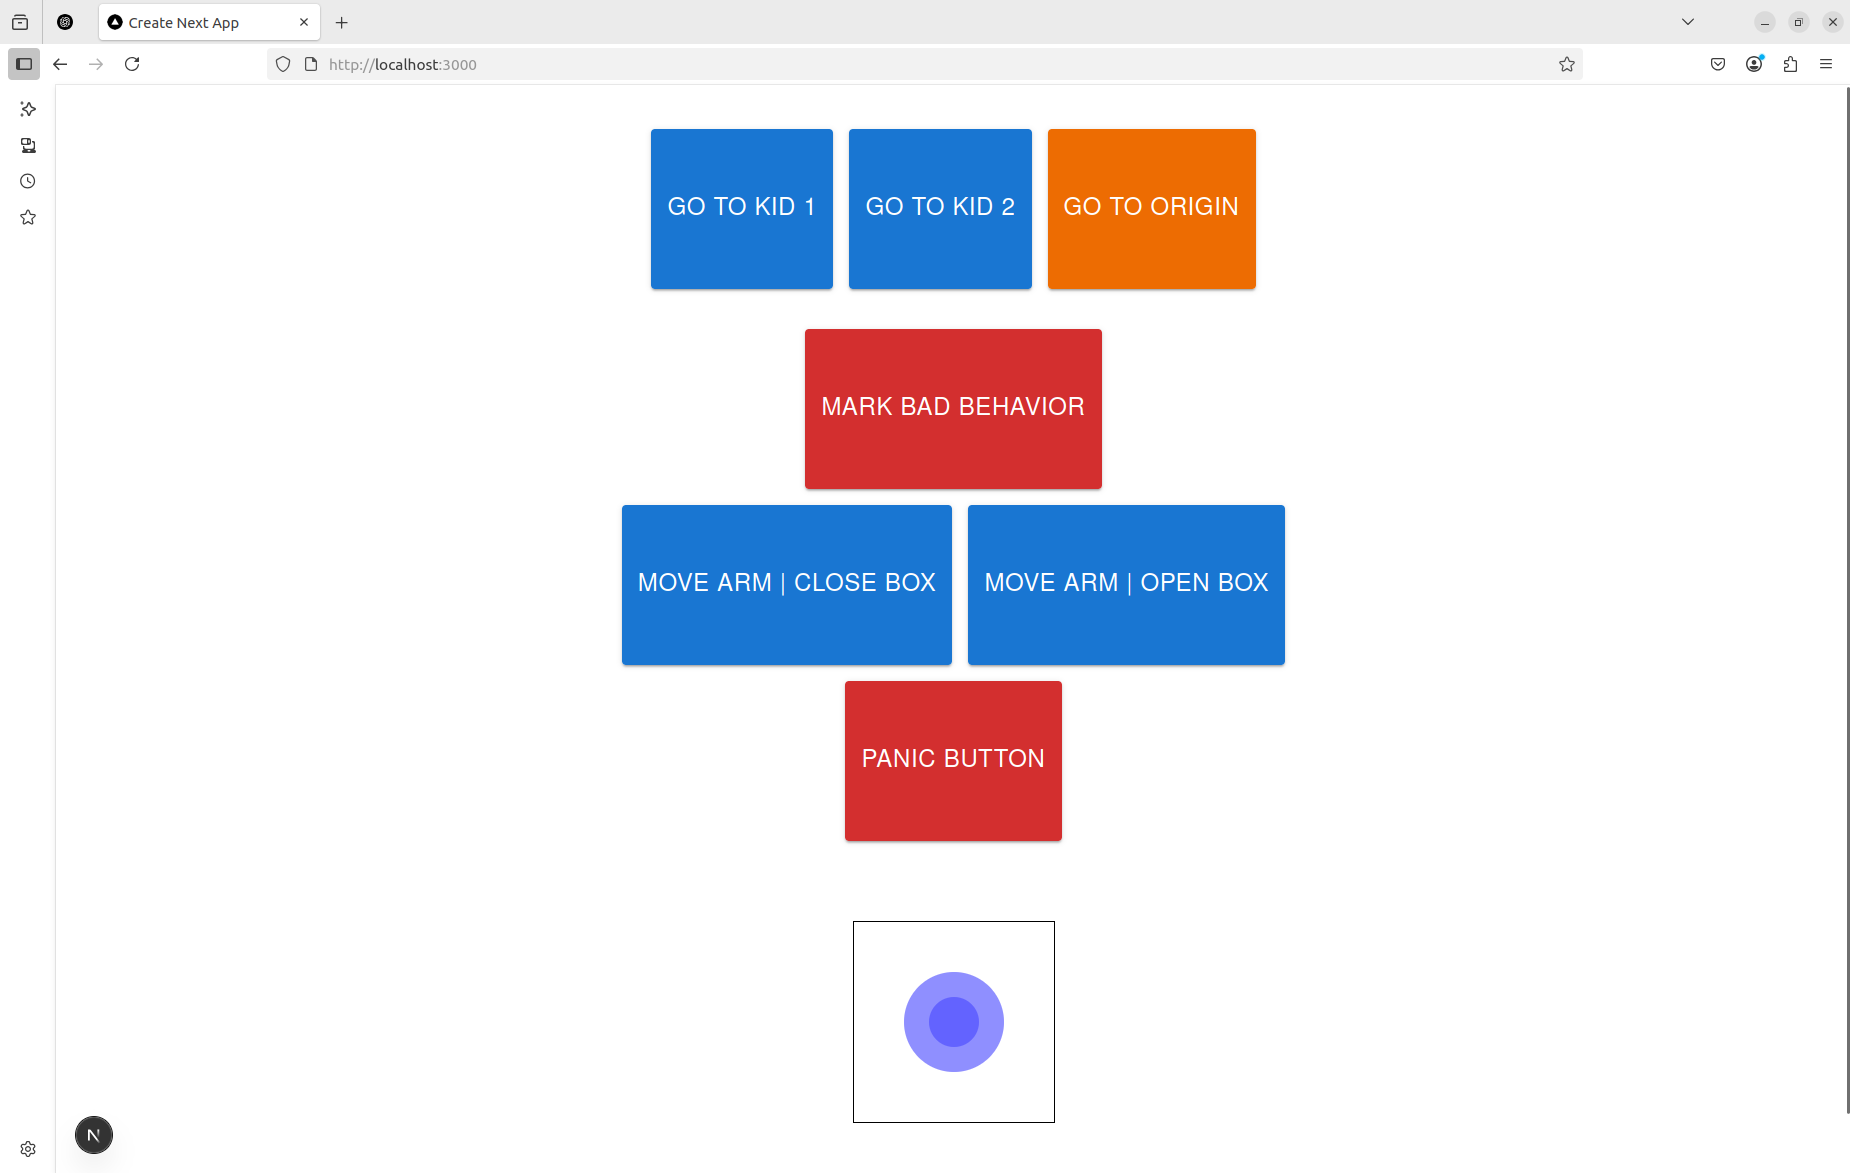 Create Next App
http://localhost:3000
GO TO KID 1
GO TO KID 2
GO TO ORIGIN
MARK BAD BEHAVIOR
MOVE ARM | CLOSE BOX
MOVE ARM | OPEN BOX
PANIC BUTTON
N